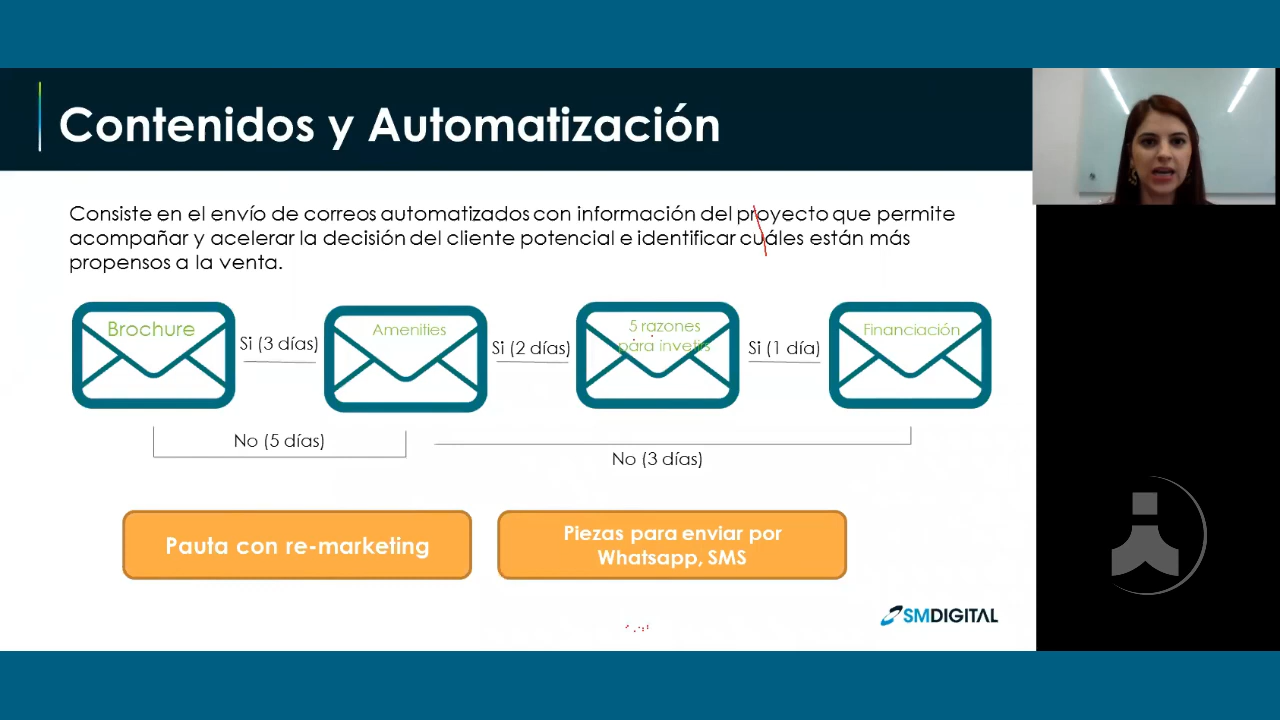 Contenidos y Automatización
Consiste en el envío de correos automatizados con información del proyecto que permite
acompañar y acelerar la decisión del cliente potencial e identificar cuáles están más
propensos a la venta.
Brochure
Si (3 días)
Amenities
Si (2 días)
5 razones
para invetirs
Si (1 día)
Financiación
No (5 días)
No (3 días)
Pauta con re-marketing
Piezas para enviar por
Whatsapp, SMS
SMDIGITAL